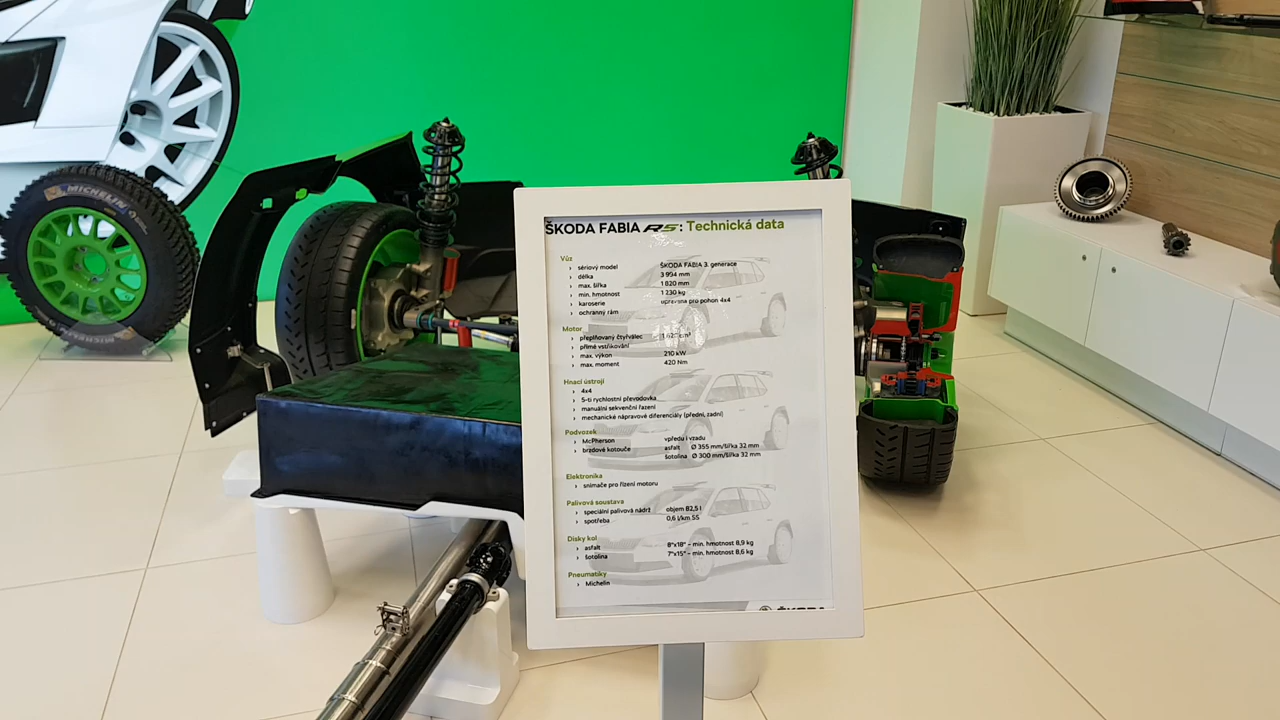 MICHELIN
ŠKODA FABIA R5: Technická data
Vůz
› sériový model ŠKODA FABIA 3. generace
› délka 3 994 mm
› max. šířka 1 820 mm
› min. hmotnost 1 230 kg
› karoserie upravena pro pohon 4x4
› ochranný rám
Motor
› přeplňovaný čtyřválec cm³
› přímé vstřikování
› max. výkon 210 kW
› max. moment 420 Nm
Hnací ústrojí
› 4x4
› 5-ti rychlostní převodovka
› manuální sekvenční řazení
› mechanické nápravové diferenciály (přední, zadní)
Podvozek
› McPherson vpředu i vzadu
› brzdové kotouče asfalt Ø 355 mm/šířka 32 mm
šotolina Ø 300 mm/šířka 32 mm
Elektronika
› snímače pro řízení motoru
Palivová soustava
› speciální palivová nádrž objem 82,5 l
› spotřeba 0,6 l/km SS
Disky kol
› asfalt 8"x18" – min. hmotnost 8,9 kg
› šotolina 7"x15" – min. hmotnost 8,6 kg
Pneumatiky
› Michelin
ŠKODA